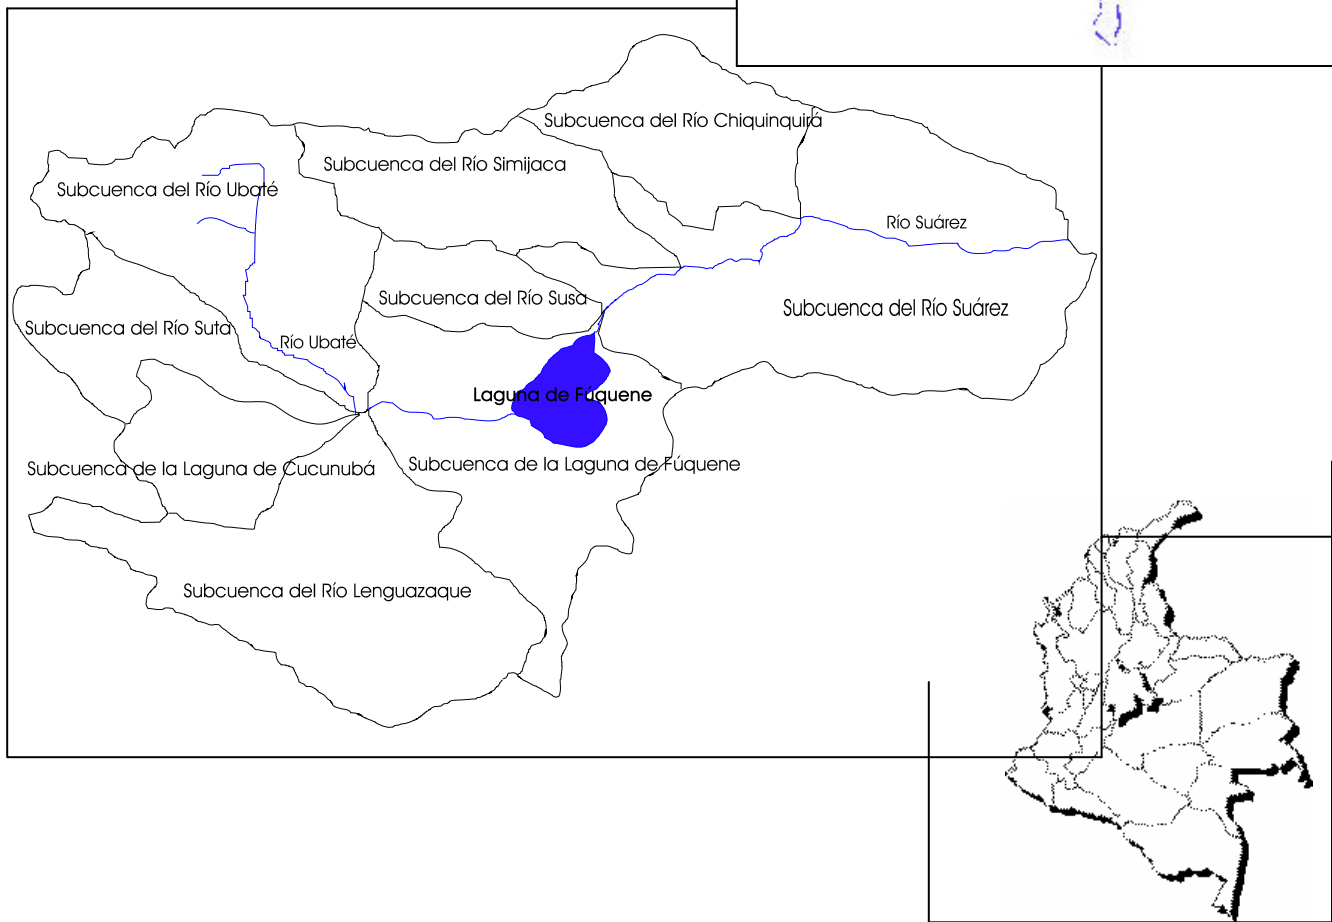 Subcuenca del Río Chiquinquirá
Subcuenca del Río Simijaca
Subcuenca del Río Ubaté
Río Suárez
Subcuenca del Río Susa
Subcuenca del Río Suárez
Subcuenca del Río Suta
Río Ubaté
Laguna de Fúquene
Subcuenca de la Laguna de Cucunubá
Subcuenca de la Laguna de Fúquene
Subcuenca del Río Lenguazaque